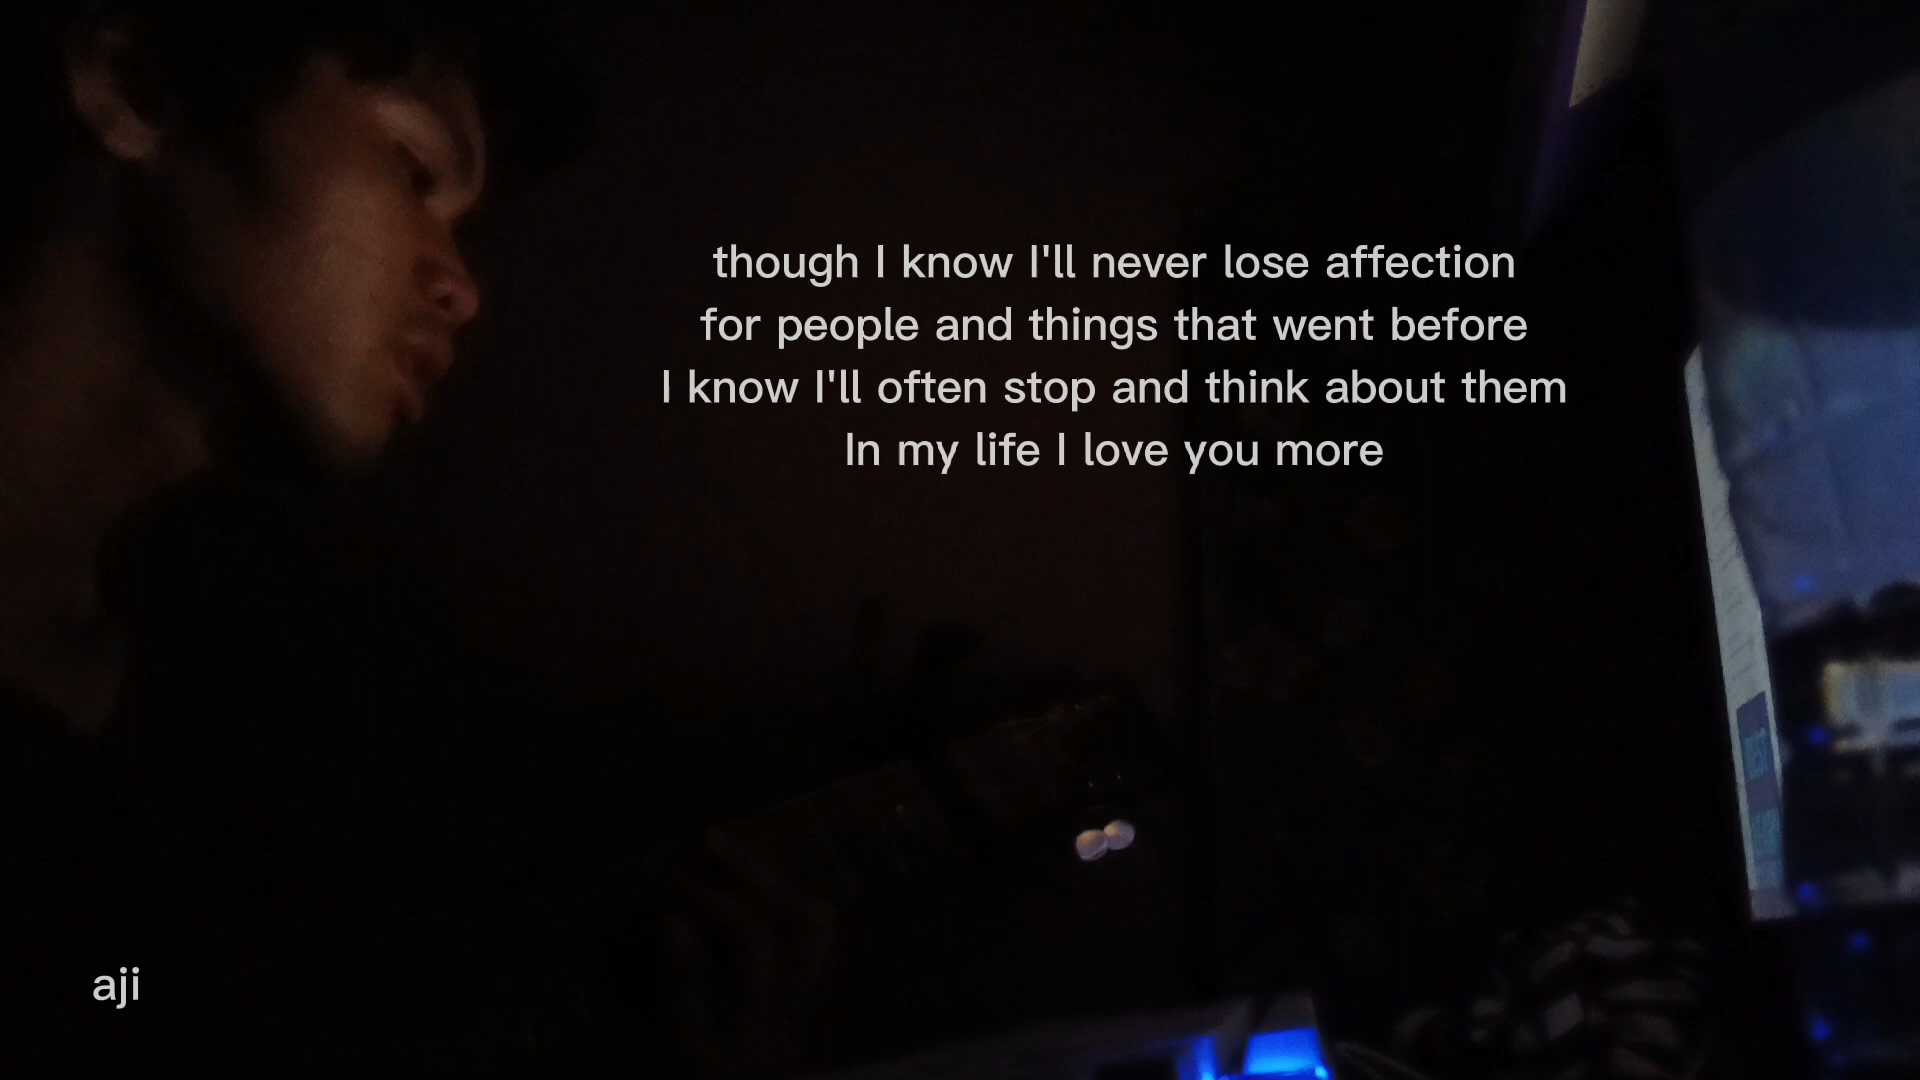 though I know I'll never lose affection
for people and things that went before
I know I'll often stop and think about them
In my life I love you more
aji